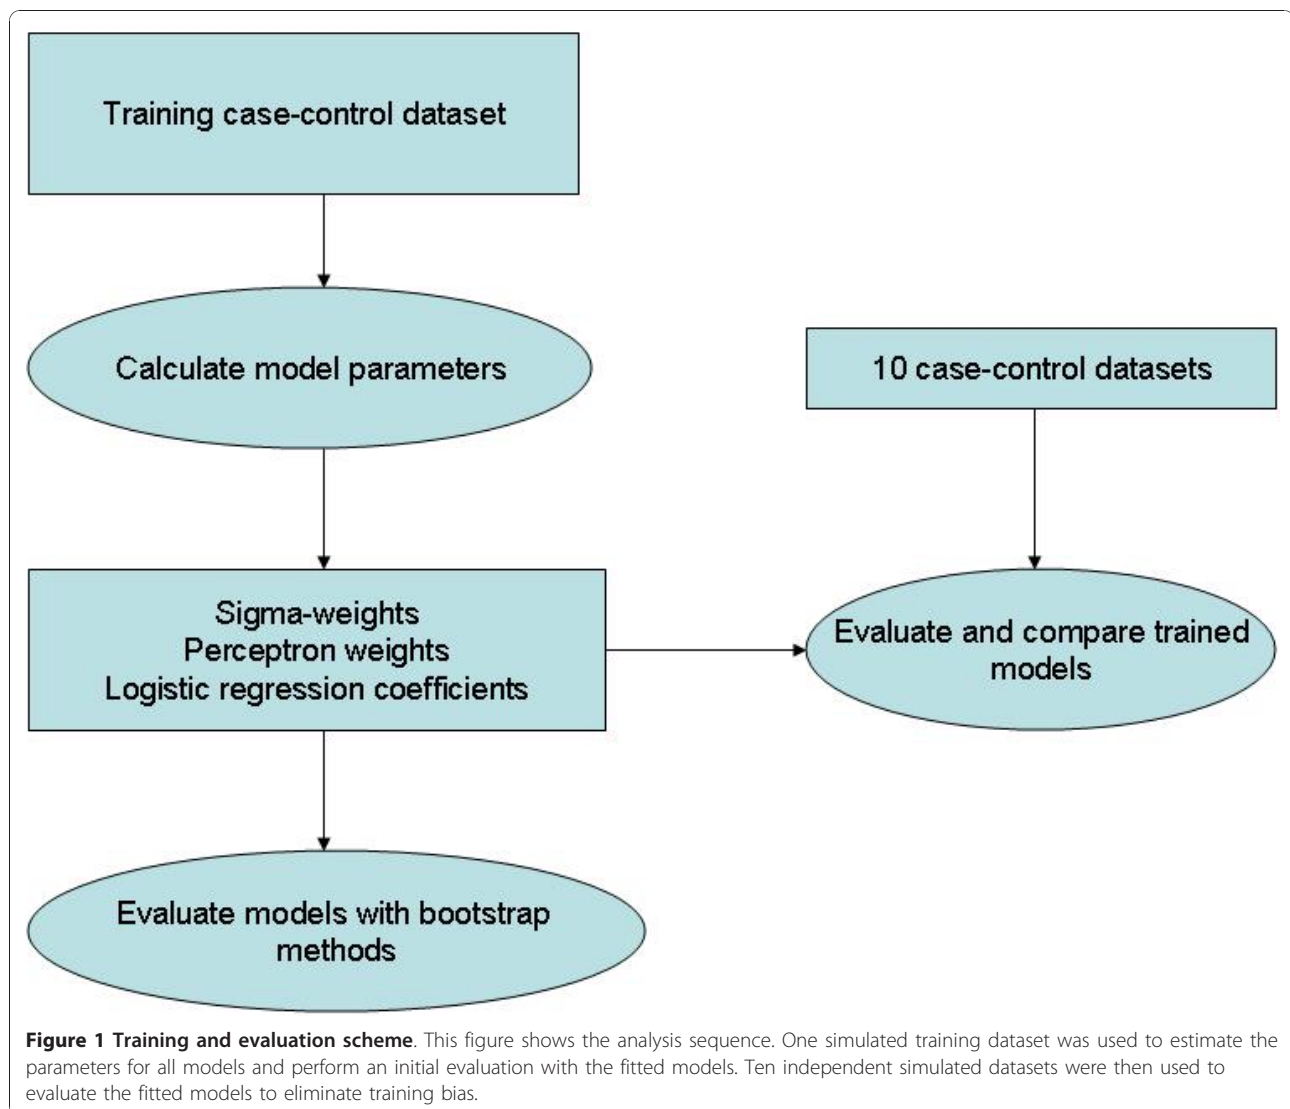 Training case-control dataset
Calculate model parameters
10 case-control datasets
Sigma-weights
Perceptron weights
Logistic regression coefficients
Evaluate and compare trained
models
Evaluate models with bootstrap
methods
Figure 1 Training and evaluation scheme. This figure shows the analysis sequence. One simulated training dataset was used to estimate the
parameters for all models and perform an initial evaluation with the fitted models. Ten independent simulated datasets were then used to
evaluate the fitted models to eliminate training bias.